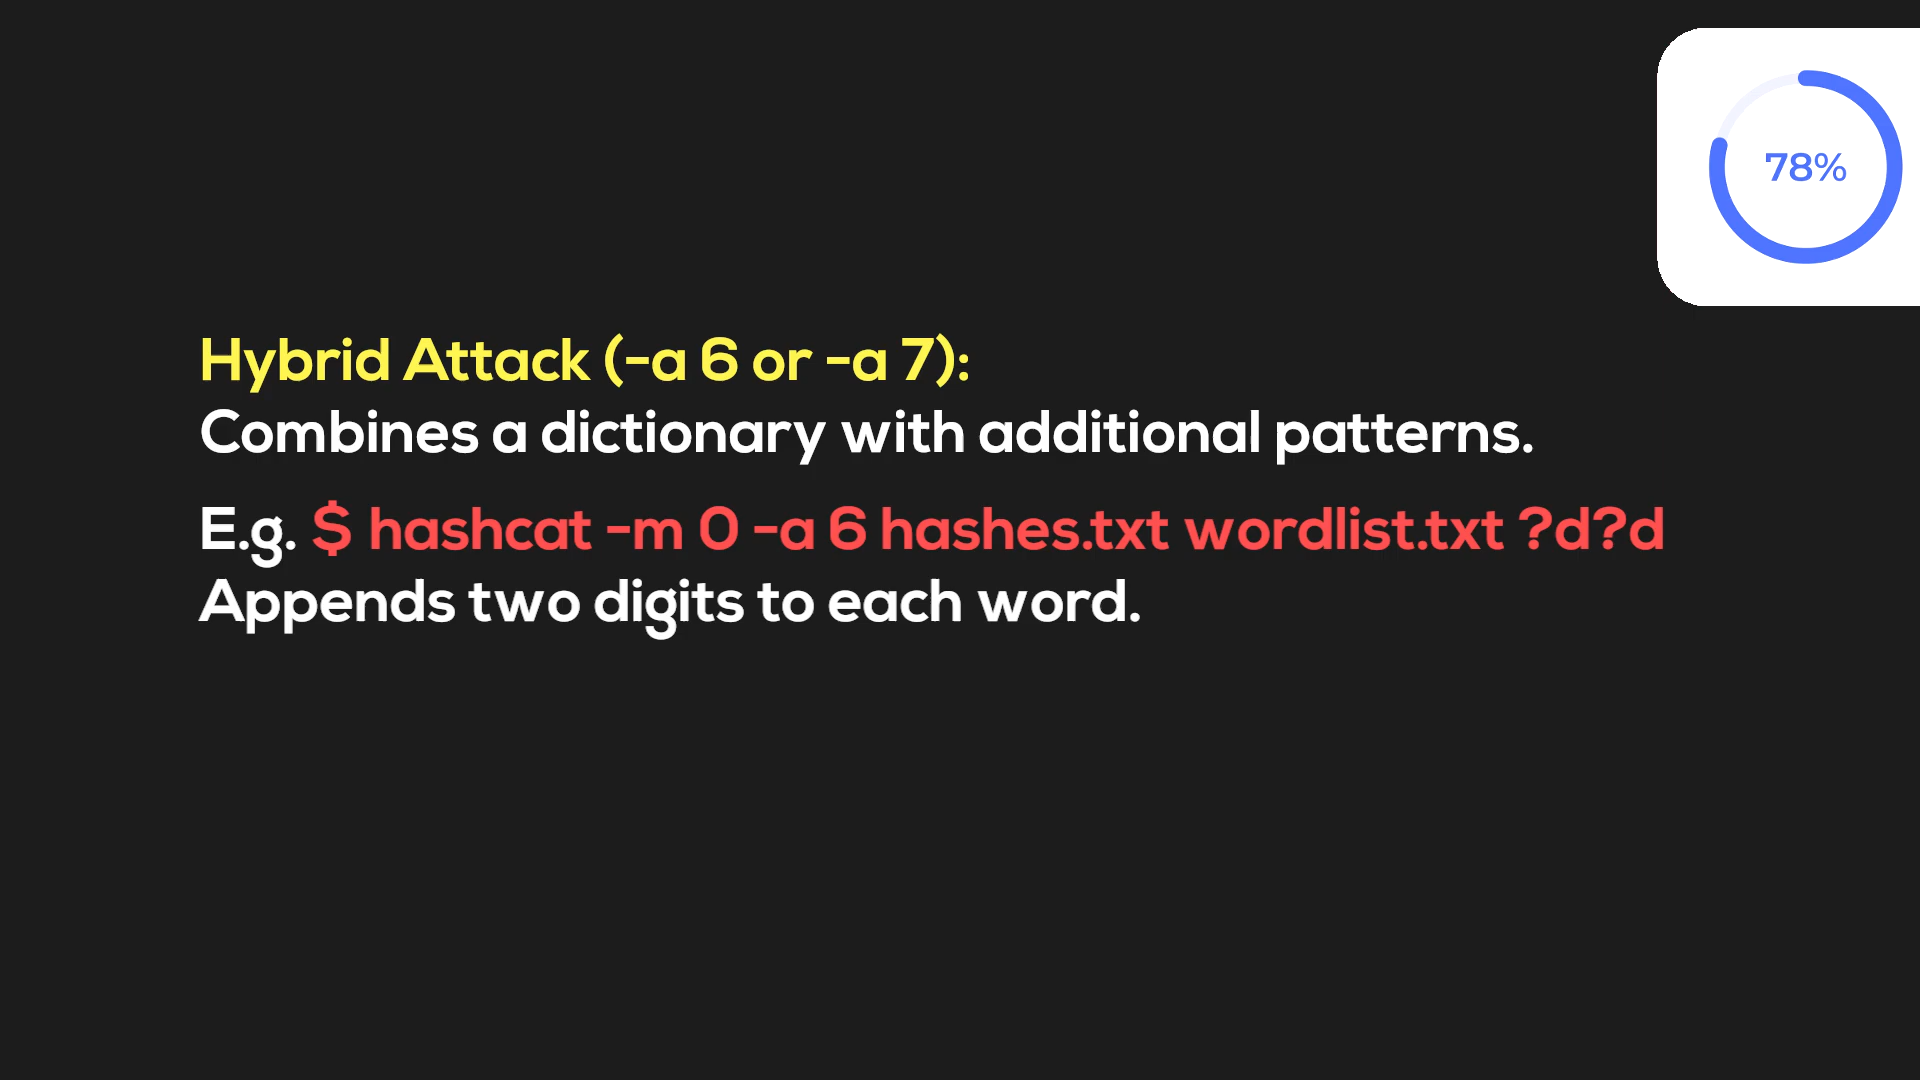 78%
Hybrid Attack (-a 6 or -a 7):
Combines a dictionary with additional patterns.
E.g. $ hashcat -m 0 -a 6 hashes.txt wordlist.txt ?d?d
Appends two digits to each word.